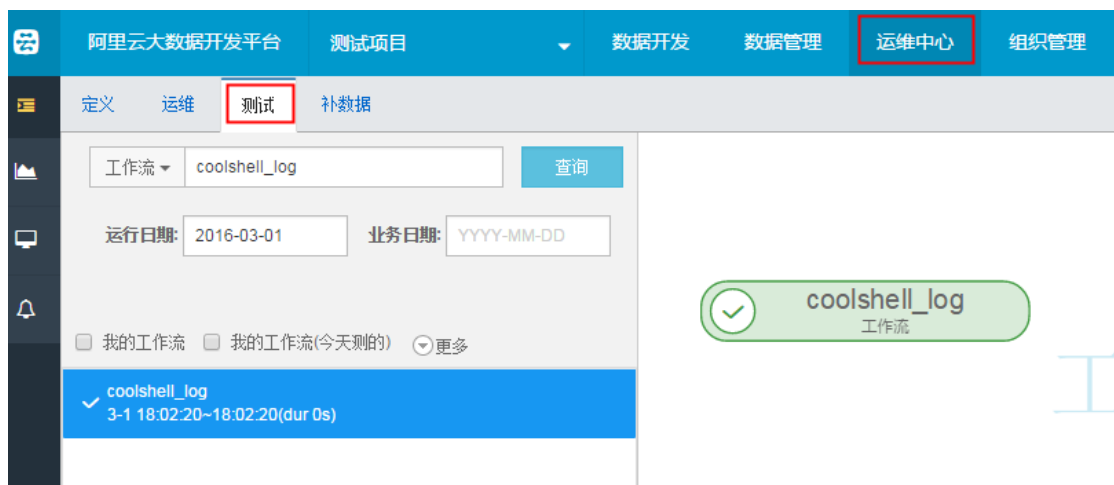 阿里云大数据开发平台 测试项目 数据开发 数据管理 运维中心 组织管理
定义 运维 测试 补数据
工作流 coolshell_log 查询
运行日期: 2016-03-01 业务日期: YYYY-MM-DD
coolshell_log
工作流
我的工作流 我的工作流(今天测的) 更多
coolshell_log
3-1 18:02:20~18:02:20(dur 0s)